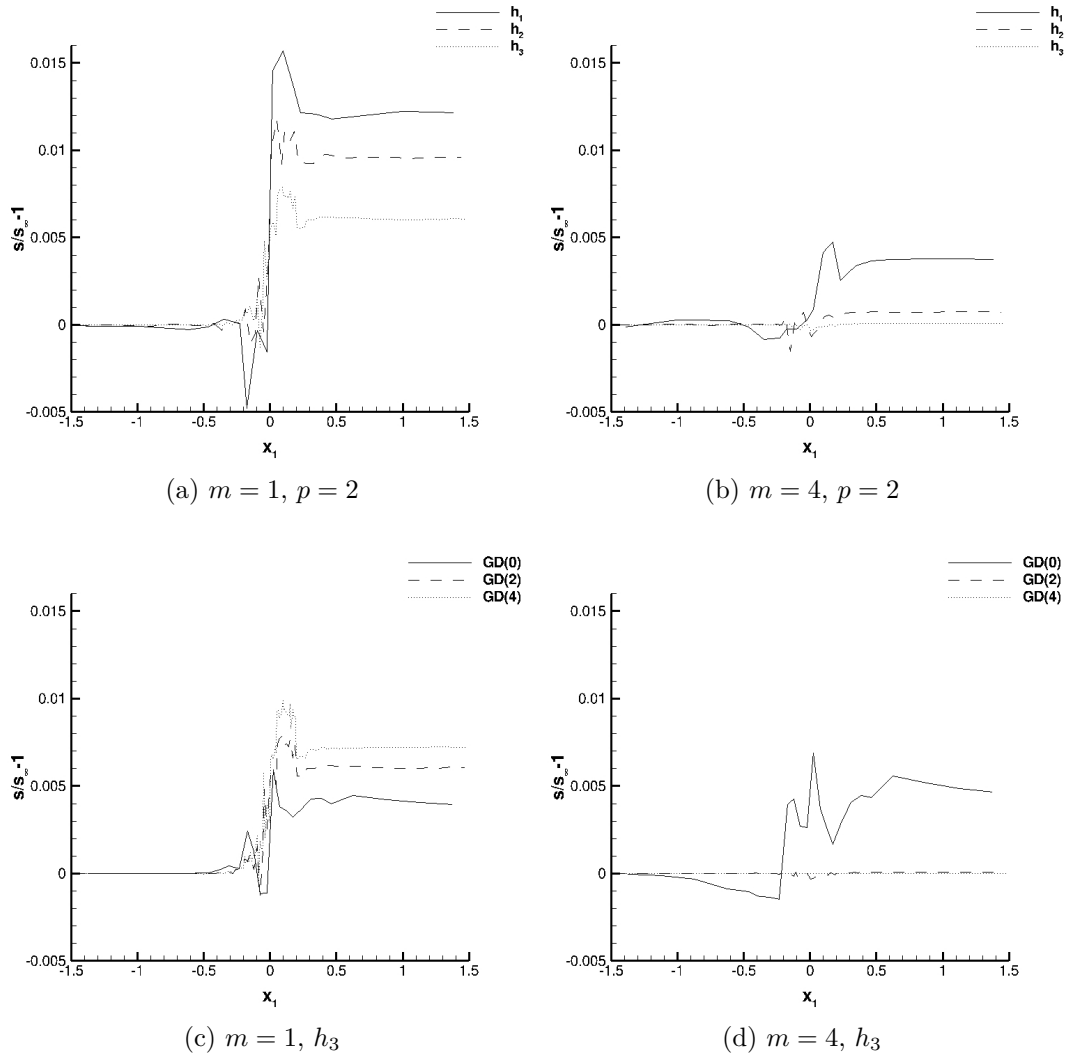 h₁
h₂
h₃
0.015
0.01
0.005
0
-0.005
s/s∞-1
-1.5 -1 -0.5 0 0.5 1 1.5
x₁
(a) m = 1, p = 2
h₁
h₂
h₃
0.015
0.01
0.005
0
-0.005
s/s∞-1
-1.5 -1 -0.5 0 0.5 1 1.5
x₁
(b) m = 4, p = 2
GD(0)
GD(2)
GD(4)
0.015
0.01
0.005
0
-0.005
s/s∞-1
-1.5 -1 -0.5 0 0.5 1 1.5
x₁
(c) m = 1, h₃
GD(0)
GD(2)
GD(4)
0.015
0.01
0.005
0
-0.005
s/s∞-1
-1.5 -1 -0.5 0 0.5 1 1.5
x₁
(d) m = 4, h₃